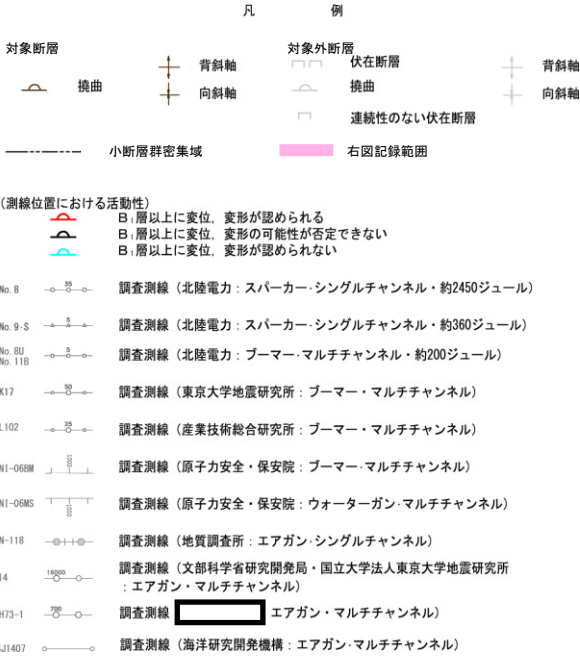 凡 例
対象断層
対象外断層
背斜軸
撓曲
向斜軸
伏在断層
撓曲
連続性のない伏在断層
背斜軸
向斜軸
小断層群密集域
右図記録範囲
(測線位置における活動性)
B₁層以上に変位，変形が認められる
B₁層以上に変位，変形の可能性が否定できない
B₁層以上に変位，変形が認められない
No. 8 35 調査測線（北陸電力：スパーカー・シングルチャンネル・約2450ジュール）
No. 9-S 5 調査測線（北陸電力：スパーカー・シングルチャンネル・約360ジュール）
No. 8U
No. 11B 5 調査測線（北陸電力：ブーマー・マルチチャンネル・約200ジュール）
K17 50 調査測線（東京大学地震研究所：ブーマー・マルチチャンネル）
L102 25 調査測線（産業技術総合研究所：ブーマー・マルチチャンネル）
NI-06BM 1000 調査測線（原子力安全・保安院：ブーマー・マルチチャンネル）
NI-06WS 1000 調査測線（原子力安全・保安院：ウォーターガン・マルチチャンネル）
N-118 調査測線（地質調査所：エアガン・シングルチャンネル）
I4 16000 調査測線（文部科学省研究開発局・国立大学法人東京大学地震研究所
：エアガン・マルチチャンネル）
H73-1 700 調査測線 エアガン・マルチチャンネル）
SJ1407 調査測線（海洋研究開発機構：エアガン・マルチチャンネル）